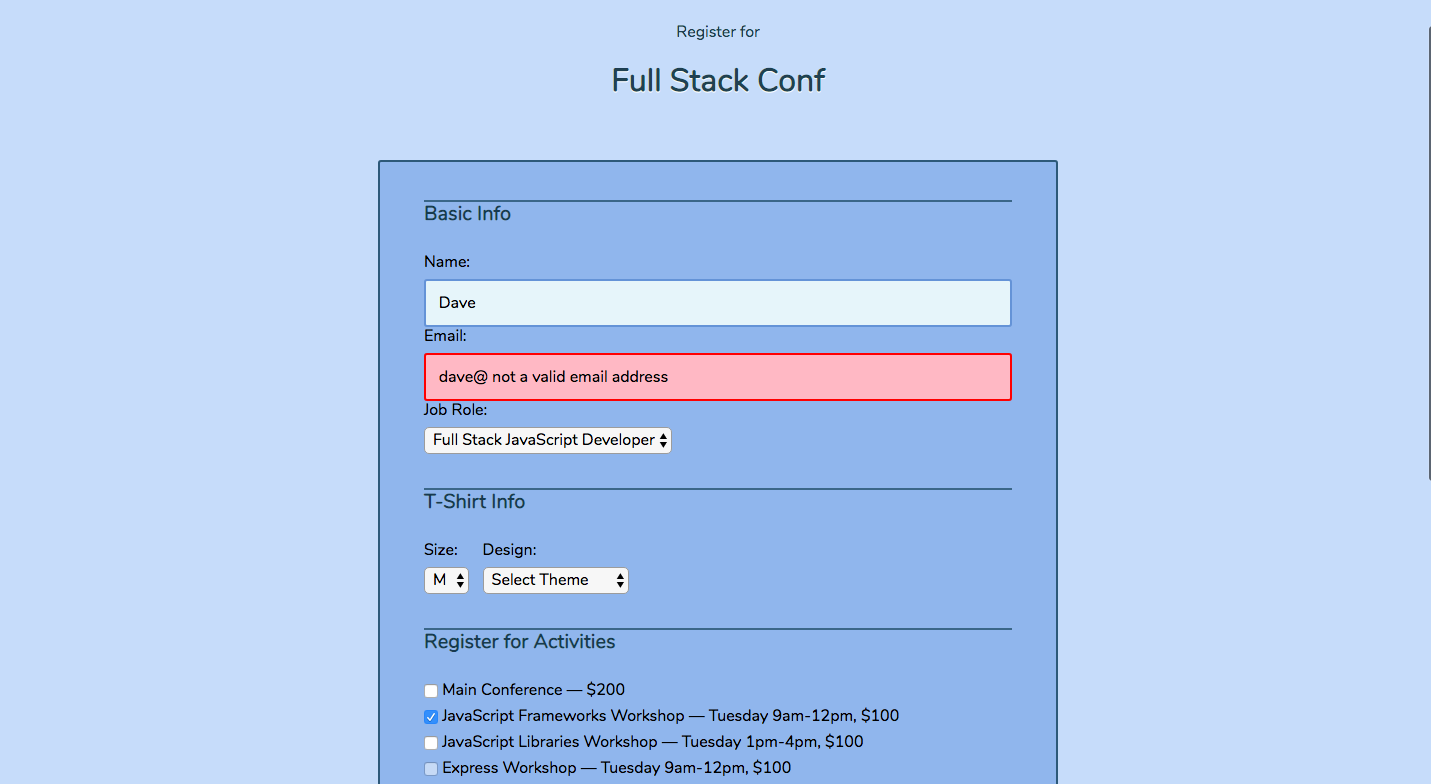 Register for
Full Stack Conf
Basic Info
Name:
Dave
Email:
dave@ not a valid email address
Job Role:
Full Stack JavaScript Developer
T-Shirt Info
Size: Design:
M Select Theme
Register for Activities
Main Conference — $200
JavaScript Frameworks Workshop — Tuesday 9am-12pm, $100
JavaScript Libraries Workshop — Tuesday 1pm-4pm, $100
Express Workshop — Tuesday 9am-12pm, $100